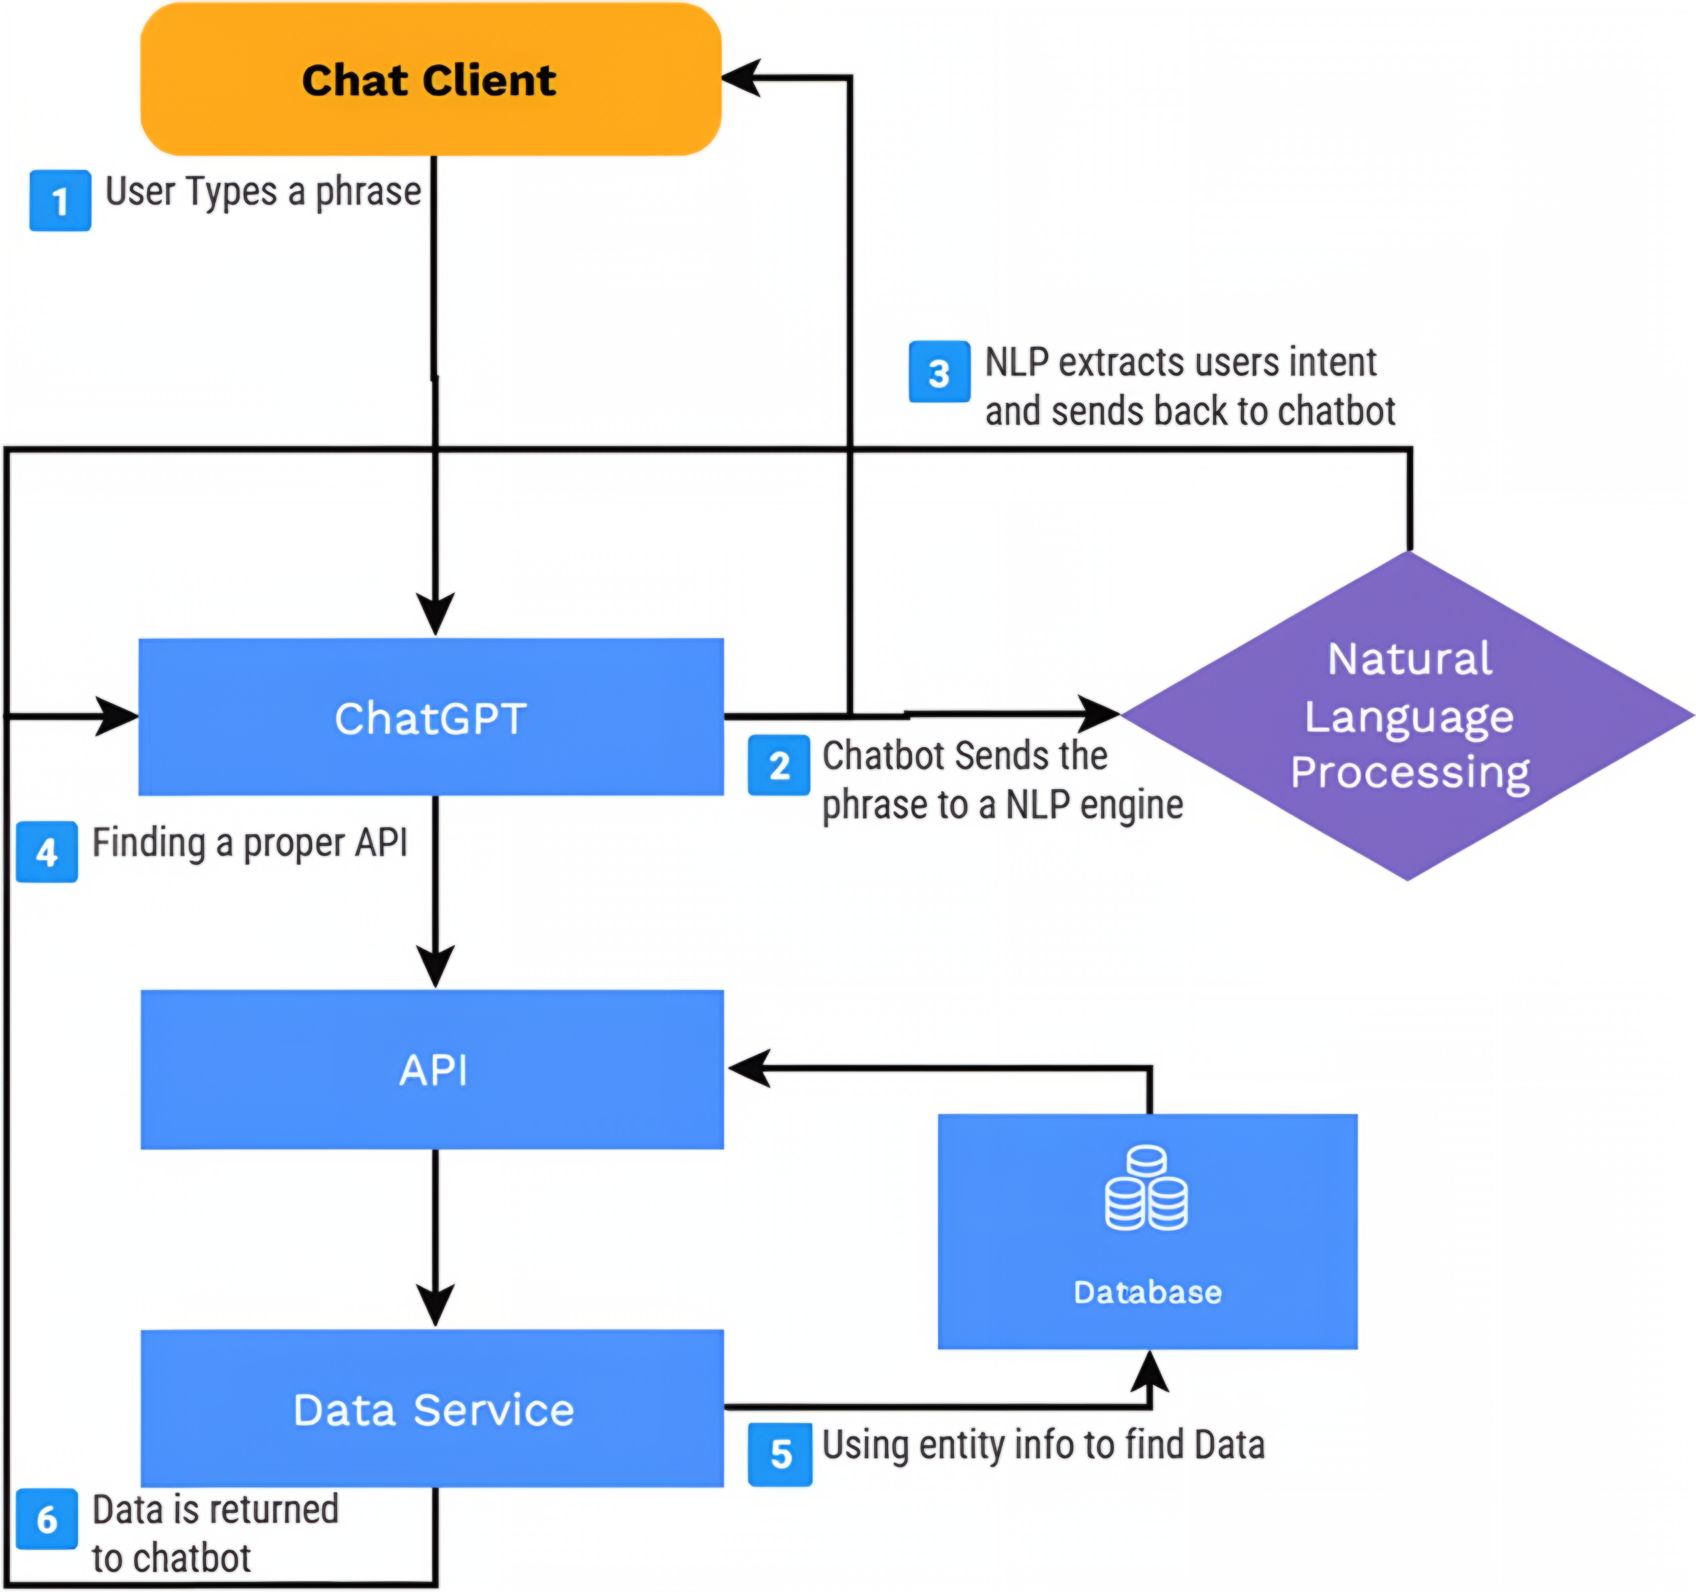 Chat Client
1
User Types a phrase
3
NLP extracts users intent
and sends back to chatbot
ChatGPT
Natural
Language
Processing
2
Chatbot Sends the
phrase to a NLP engine
4
Finding a proper API
API
Database
Data Service
5
Using entity info to find Data
6
Data is returned
to chatbot